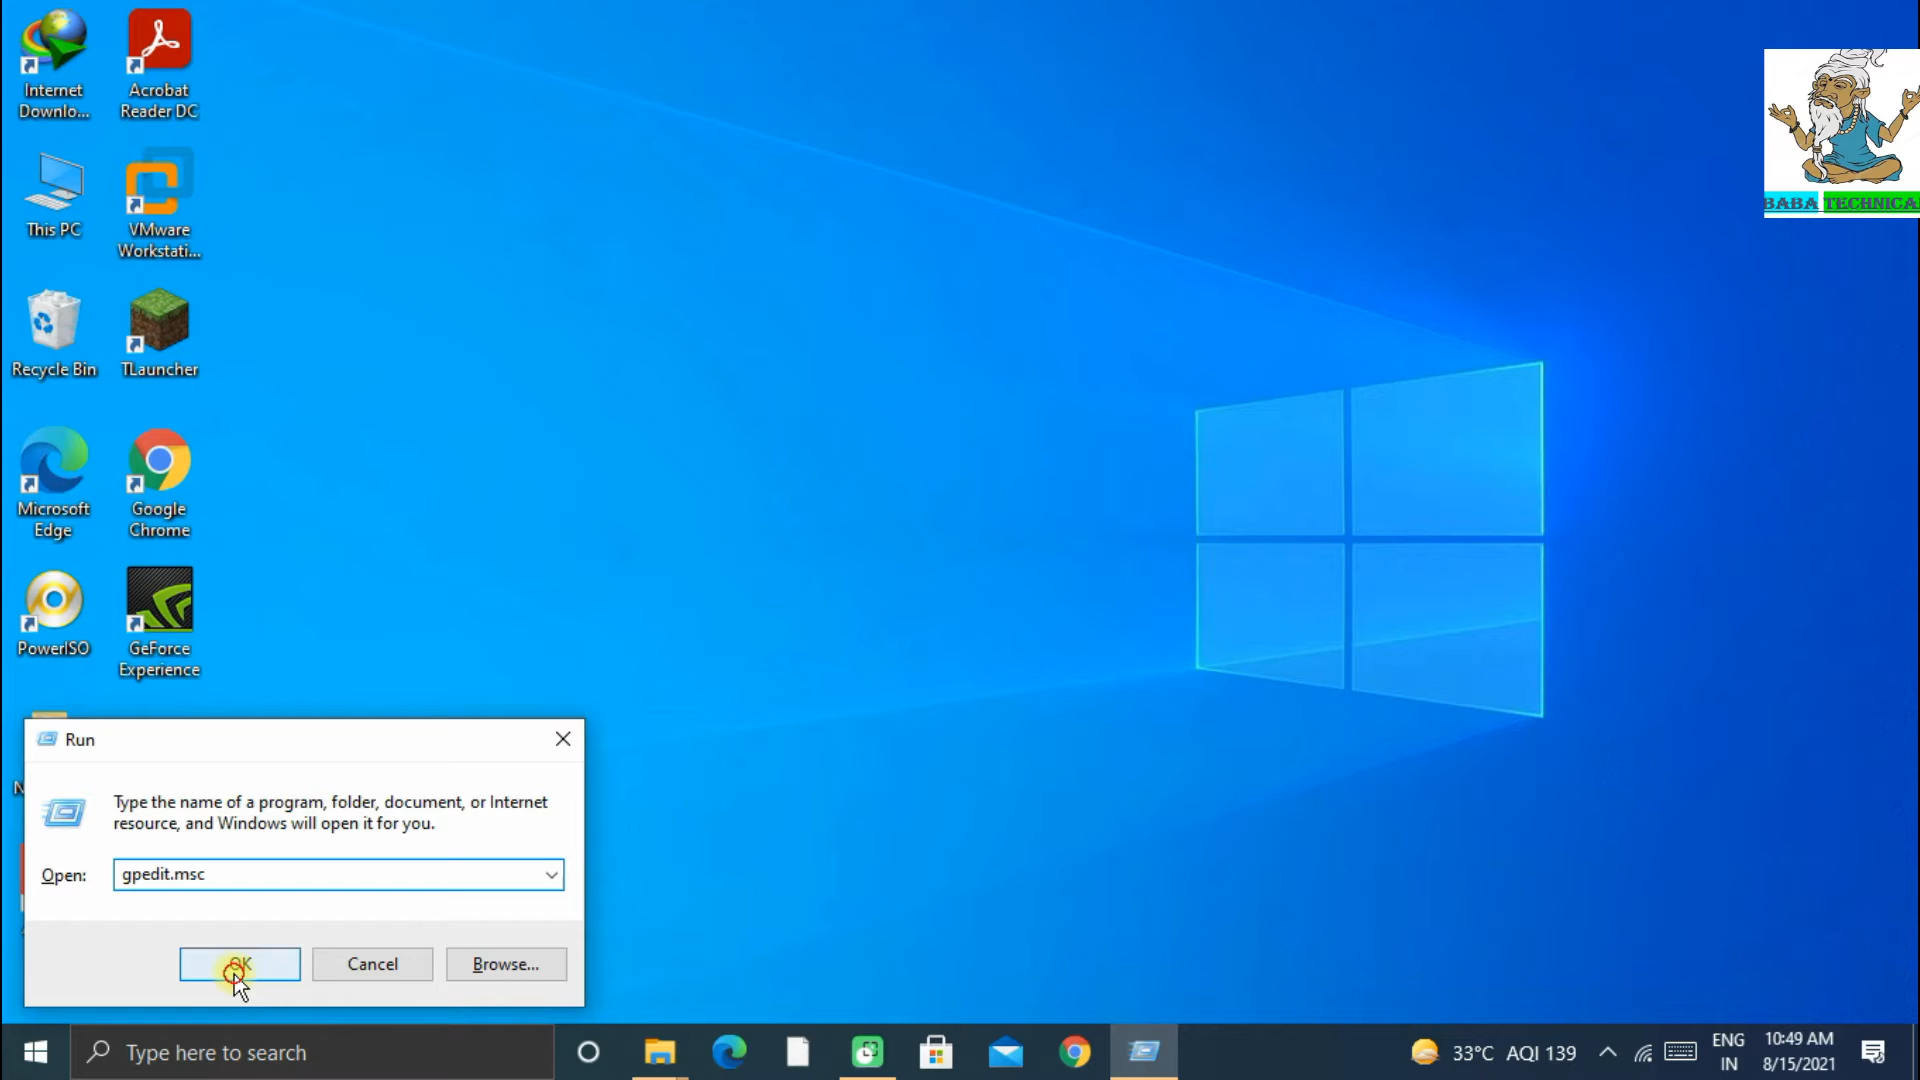 Internet
Downlo...
Acrobat
Reader DC
This PC
VMware
Workstati...
Recycle Bin
TLauncher
Microsoft
Edge
Google
Chrome
PowerISO
GeForce
Experience
BABA TECHNICA
Run
Type the name of a program, folder, document, or Internet
resource, and Windows will open it for you.
Open: gpedit.msc
OK
Cancel
Browse...
Type here to search
33°C AQI 139
ENG
IN
10:49 AM
8/15/2021